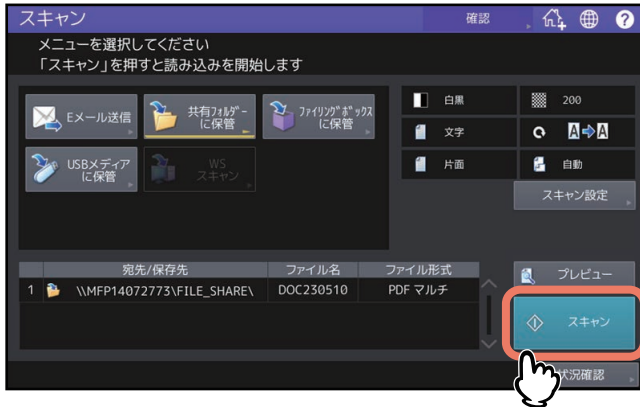 スキャン
確認
?
メニューを選択してください
「スキャン」を押すと読み込みを開始します
Eメール送信
共有フォルダー
に保管
ファイリングボックス
に保管
USBメディア
に保管
WS
スキャン
白黒
200
文字
A A
片面
自動
スキャン設定
宛先/保存先 ファイル名 ファイル形式
1 \\MFP14072773\FILE_SHARE\ DOC230510 PDF マルチ
プレビュー
スキャン
状況確認